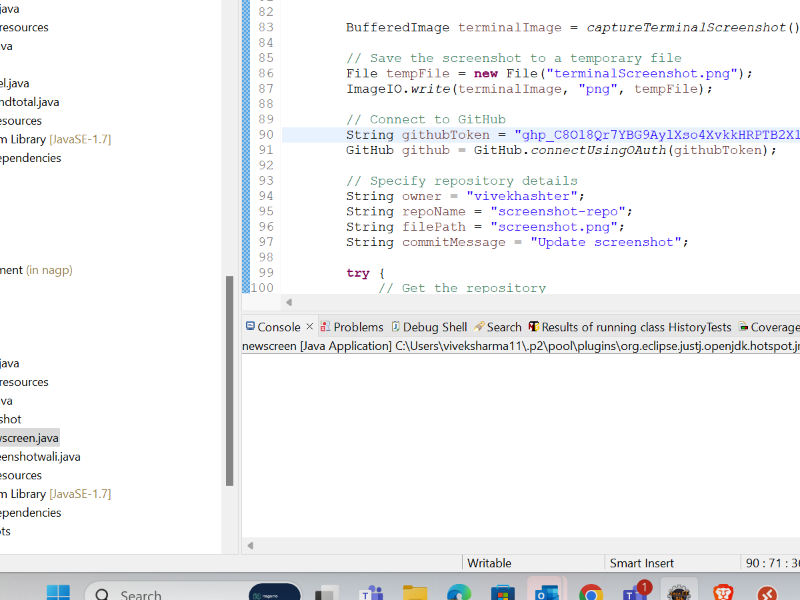 java
resources
va
el.java
ndtotal.java
esources
m Library [JavaSE-1.7]
ependencies
ment (in nagp)
java
resources
va
shot
wscreen.java
eenshotwali.java
esources
m Library [JavaSE-1.7]
ependencies
ots
82
83 BufferedImage terminalImage = captureTerminalScreenshot()
84
85 // Save the screenshot to a temporary file
86 File tempFile = new File("terminalScreenshot.png");
87 ImageIO.write(terminalImage, "png", tempFile);
88
89 // Connect to GitHub
90 String githubToken = "
91 GitHub github = GitHub.connectUsingOAuth(githubToken);
92
93 // Specify repository details
94 String owner = "vivekhashter";
95 String repoName = "screenshot-repo";
96 String filePath = "screenshot.png";
97 String commitMessage = "Update screenshot";
98
99 try {
100 // Get the repository
Console × Problems Debug Shell Search Results of running class HistoryTests Coverage
newscreen [Java Application] C:\Users\viveksharma11\.p2\pool\plugins\org.eclipse.justj.openjdk.hotspot.jr
Writable Smart Insert 90 : 71 : 36
Search 1